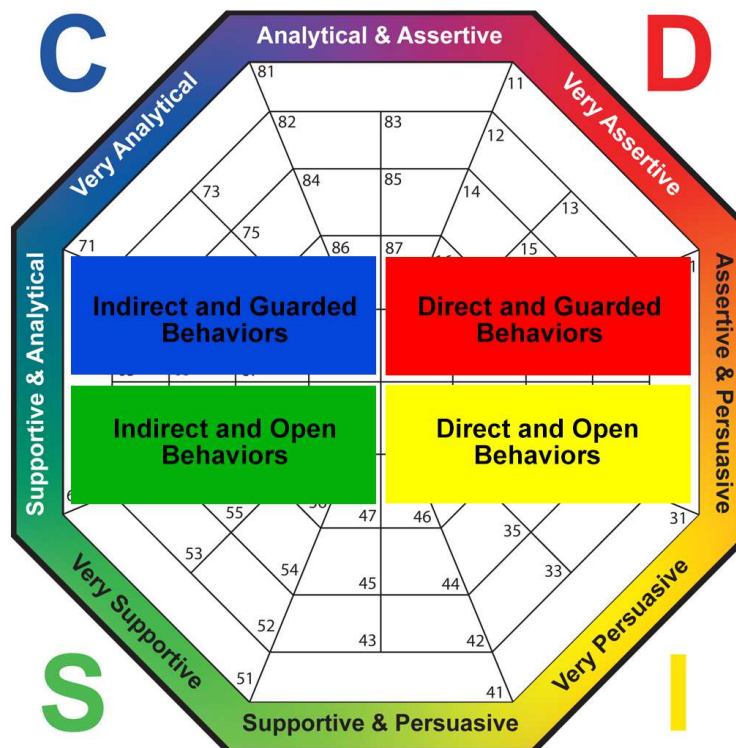 C
D
Analytical & Assertive
Very Analytical
Very Assertive
81
11
82
83
12
84
85
14
73
13
75
15
71
86
87
Indirect and Guarded
Behaviors
Direct and Guarded
Behaviors
Supportive & Analytical
Assertive & Persuasive
Indirect and Open
Behaviors
Direct and Open
Behaviors
55
47
46
35
31
53
54
45
44
33
52
43
42
51
41
Very Supportive
Very Persuasive
Supportive & Persuasive
S
I